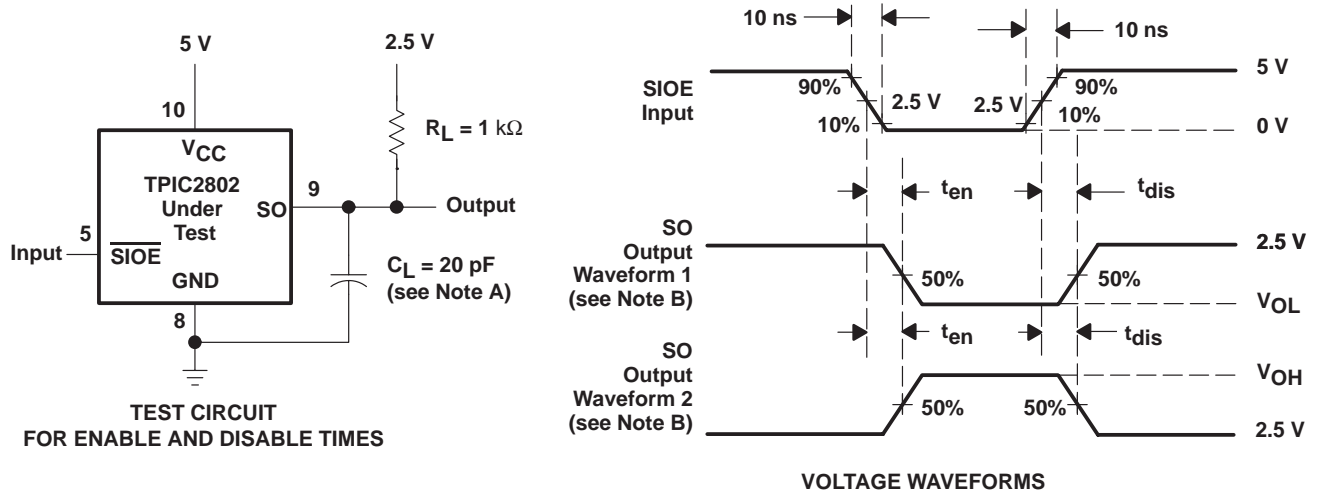 5 V
2.5 V
10
R_L = 1 kΩ
V_CC
TPIC2802
Under
Test
SO
9
Output
Input
5
SIOE
GND
C_L = 20 pF
(see Note A)
8
TEST CIRCUIT
FOR ENABLE AND DISABLE TIMES
10 ns
10 ns
SIOE
Input
90%
2.5 V
10%
2.5 V
90%
10%
5 V
0 V
t_en
t_dis
SO
Output
Waveform 1
(see Note B)
50%
50%
2.5 V
V_OL
t_en
t_dis
SO
Output
Waveform 2
(see Note B)
50%
50%
V_OH
2.5 V
VOLTAGE WAVEFORMS